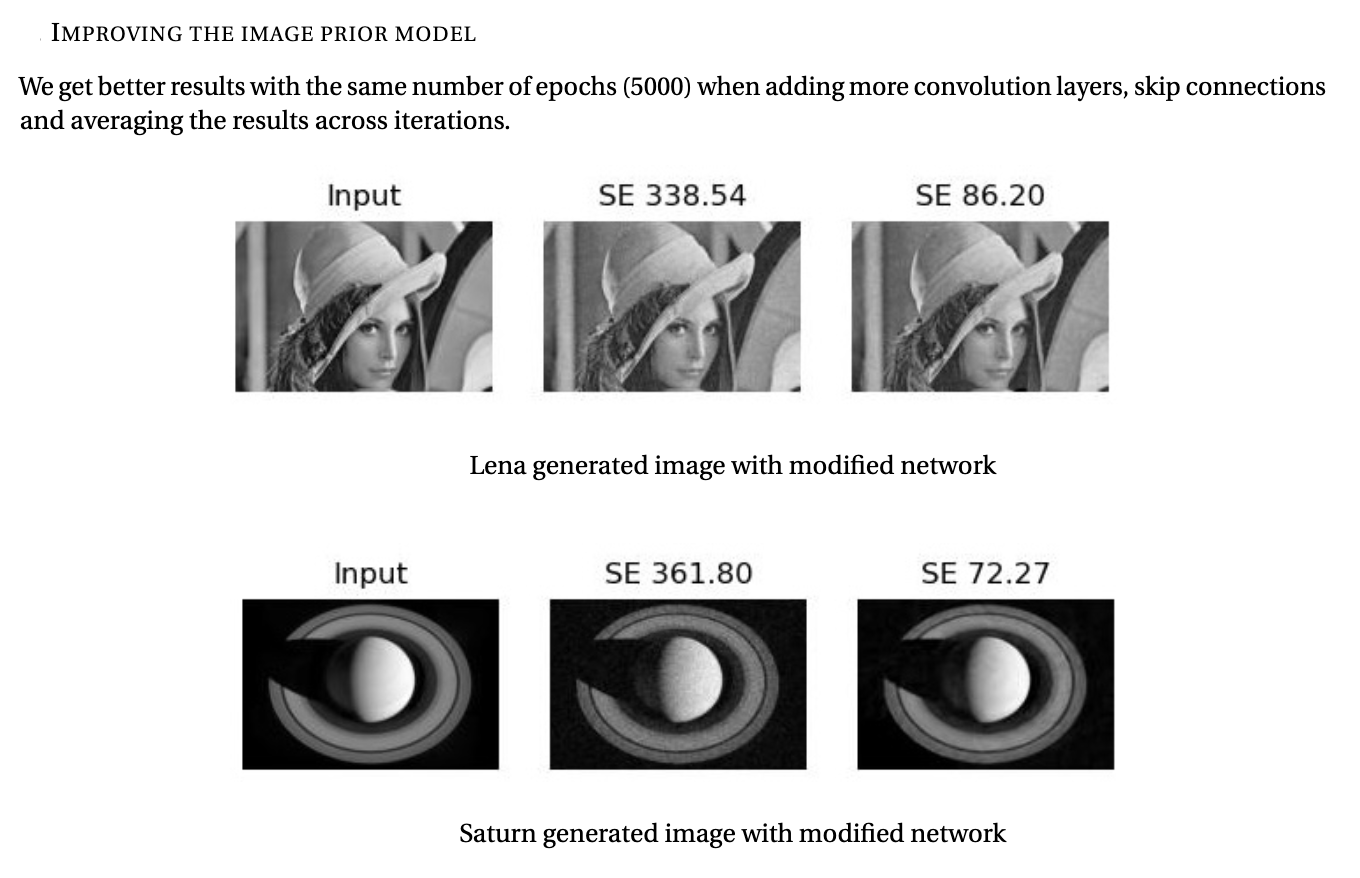 IMPROVING THE IMAGE PRIOR MODEL
We get better results with the same number of epochs (5000) when adding more convolution layers, skip connections
and averaging the results across iterations.
Input SE 338.54 SE 86.20
Lena generated image with modified network
Input SE 361.80 SE 72.27
Saturn generated image with modified network